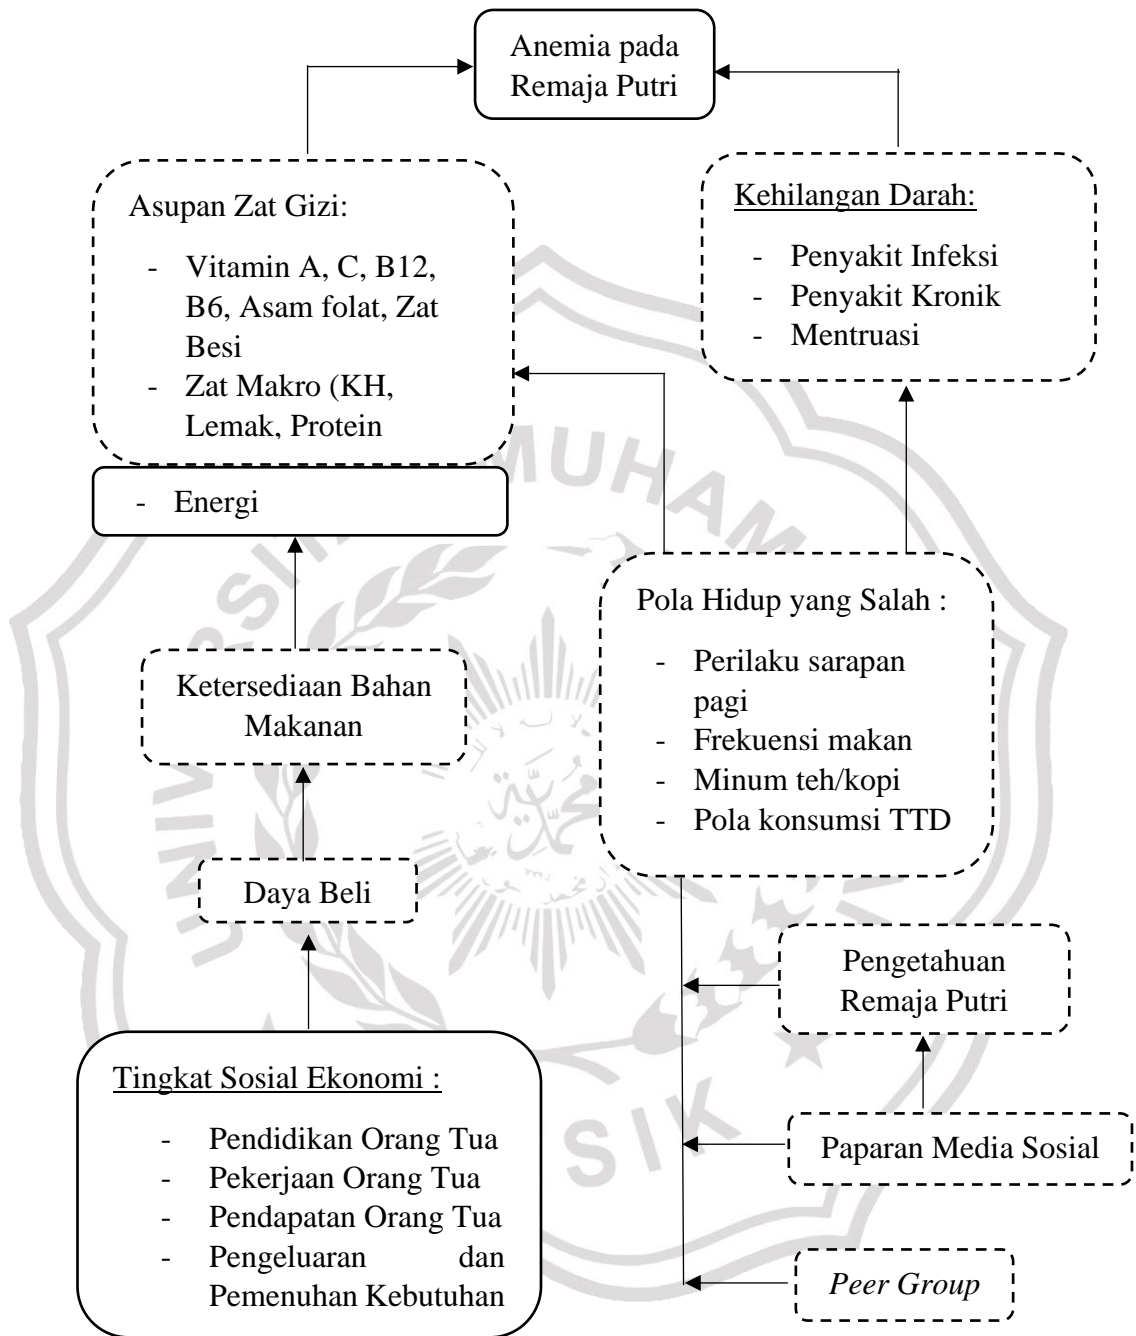 Anemia pada
Remaja Putri
Asupan Zat Gizi:
- Vitamin A, C, B12,
B6, Asam folat, Zat
Besi
- Zat Makro (KH,
Lemak, Protein
- Energi
Kehilangan Darah:
- Penyakit Infeksi
- Penyakit Kronik
- Mentruasi
Ketersediaan Bahan
Makanan
Daya Beli
Tingkat Sosial Ekonomi :
- Pendidikan Orang Tua
- Pekerjaan Orang Tua
- Pendapatan Orang Tua
- Pengeluaran dan
Pemenuhan Kebutuhan
Pola Hidup yang Salah :
- Perilaku sarapan
pagi
- Frekuensi makan
- Minum teh/kopi
- Pola konsumsi TTD
Pengetahuan
Remaja Putri
Paparan Media Sosial
Peer Group